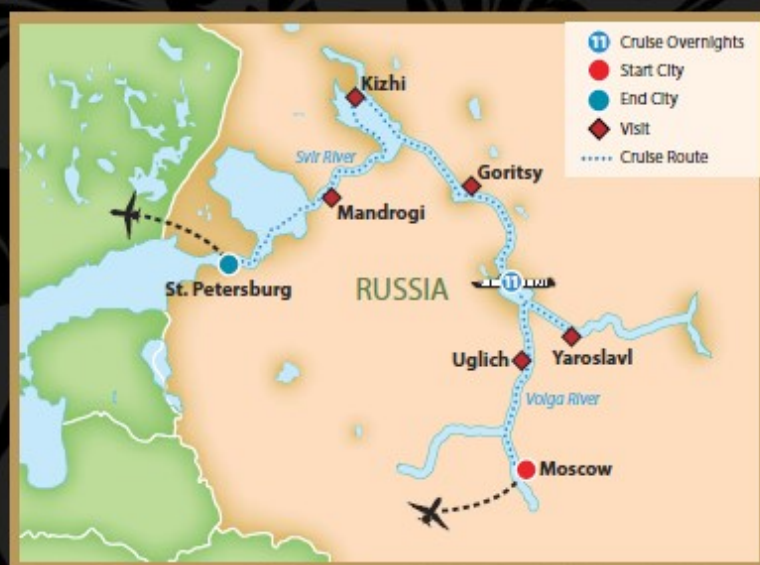 11 Cruise Overnights
Start City
End City
Visit
Cruise Route
Kizhi
Svir River
Goritsy
Mandrogi
St. Petersburg
RUSSIA
11
Uglich
Yaroslavl
Volga River
Moscow